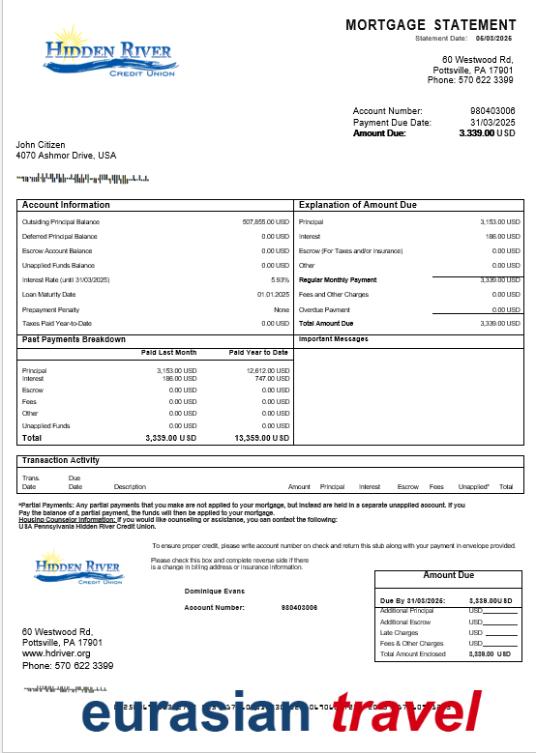 HIDDEN RIVER
CREDIT UNION
MORTGAGE STATEMENT
Statement Date: 05/03/2025
60 Westwood Rd,
Pottsville, PA 17901
Phone: 570 622 3399
Account Number: 980403006
Payment Due Date: 31/03/2025
Amount Due: 3.339.00 USD
John Citizen
4070 Ashmor Drive, USA
Account Information
Outsiding Principal Balance 507,855.00 USD
Deferred Principal Balance 0.00 USD
Escrow Account Balance 0.00 USD
Unapplied Funds Balance 0.00 USD
Interest Rate (until 31/03/2025) 5.93%
Loan Maturity Date 01.01.2025
Prepayment Penalty None
Taxes Paid Year-to-Date 0.00 USD
Explanation of Amount Due
Principal 3,153.00 USD
Interest 186.00 USD
Escrow (For Taxes and/or Insurance) 0.00 USD
Other 0.00 USD
Regular Monthly Payment 3,339.00 USD
Fees and Other Charges 0.00 USD
Overdue Payment 0.00 USD
Total Amount Due 3,339.00 USD
Past Payments Breakdown
Paid Last Month Paid Year to Date
Principal 3,153.00 USD 12,612.00 USD
Interest 186.00 USD 747.00 USD
Escrow 0.00 USD 0.00 USD
Fees 0.00 USD 0.00 USD
Other 0.00 USD 0.00 USD
Unapplied Funds 0.00 USD 0.00 USD
Total 3,339.00 USD 13,359.00 USD
Important Messages
Transaction Activity
Trans. Date Due Date Description Amount Principal Interest Escrow Fees Unapplied* Total
*Partial Payments: Any partial payments that you make are not applied to your mortgage, but instead are held in a separate unapplied account. If you
Pay the balance of a partial payment, the funds will then be applied to your mortgage.
Housing Counselor Information: If you would like counseling or assistance, you can contact the following:
USA Pennsylvania Hidden River Credit Union.
To ensure proper credit, please write account number on check and return this stub along with your payment in envelope provided.
HIDDEN RIVER
CREDIT UNION
Please check this box and complete reverse side if there
is a change in billing address or insurance information.
Dominique Evans
Account Number: 980403006
60 Westwood Rd,
Pottsville, PA 17901
www.hdriver.org
Phone: 570 622 3399
Amount Due
Due By 31/03/2025: 3,339.00USD
Additional Principal USD
Additional Escrow USD
Late Charges USD
Fees & Other Charges USD
Total Amount Enclosed 3,339.00 USD
eurasian travel